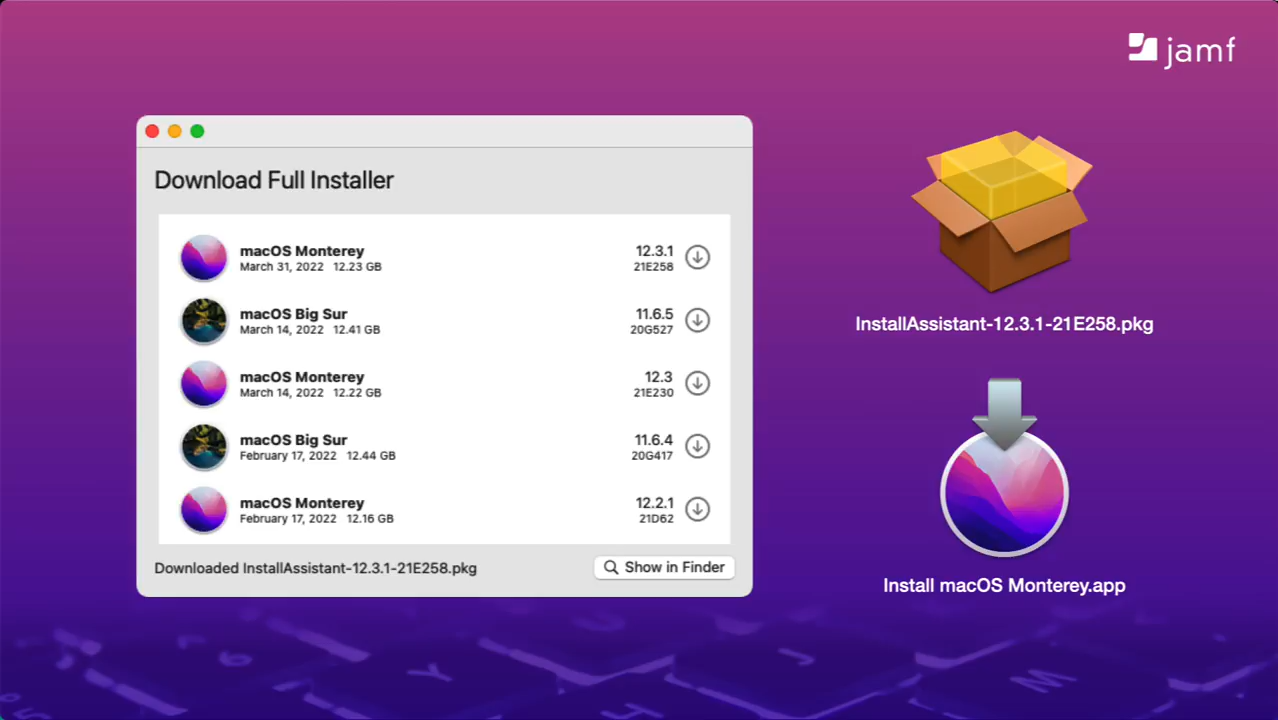 jamf
Download Full Installer
macOS Monterey 12.3.1
March 31, 2022 12.23 GB 21E258
macOS Big Sur 11.6.5
March 14, 2022 12.41 GB 20G527
macOS Monterey 12.3
March 14, 2022 12.22 GB 21E230
macOS Big Sur 11.6.4
February 17, 2022 12.44 GB 20G417
macOS Monterey 12.2.1
February 17, 2022 12.16 GB 21D62
Downloaded InstallAssistant-12.3.1-21E258.pkg Show in Finder
InstallAssistant-12.3.1-21E258.pkg
Install macOS Monterey.app
6
Y
J
H
M